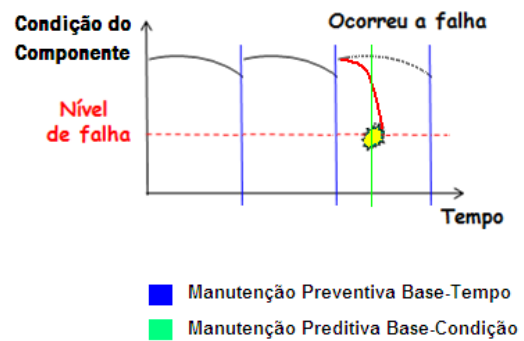 Condição do
Componente
Ocorreu a falha
Nível
de falha
Tempo
Manutenção Preventiva Base-Tempo
Manutenção Preditiva Base-Condição